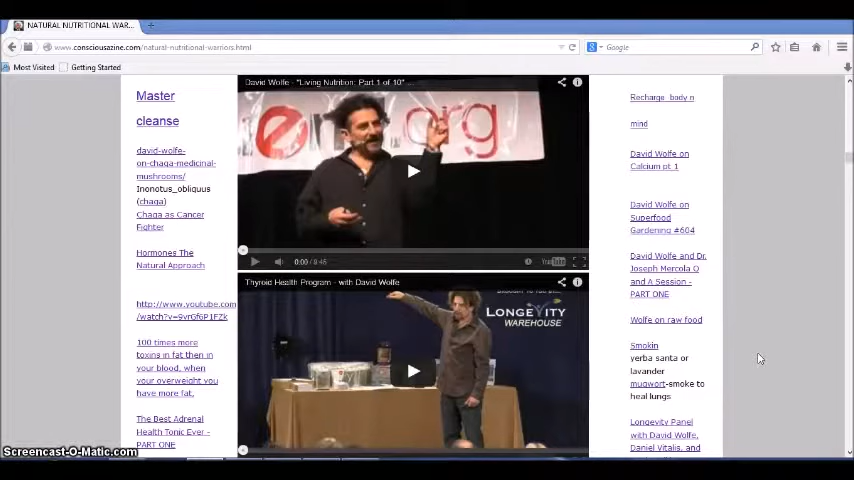 NATURAL NUTRITIONAL WAR...
www.consciousazine.com/natural-nutritional-warriors.html
Google
Most Visited
Getting Started
Master
cleanse
david-wolfe-
on-chaga-medicinal-
mushrooms/
Inonotus_obliquus
(chaga)
Chaga as Cancer
Fighter
Hormones The
Natural Approach
http://www.youtube.com
/watch?v=9vrGf6P1FZk
100 times more
toxins in fat then in
your blood, when
your overweight you
have more fat.
The Best Adrenal
Health Tonic Ever -
PART ONE
David Wolfe - "Living Nutrition: Part 1 of 10" ...
.org
0:00 / 9:45
YouTube
Thyroid Health Program - with David Wolfe
LONGEVITY
WAREHOUSE
Recharge body n
mind
David Wolfe on
Calcium pt 1
David Wolfe on
Superfood
Gardening #604
David Wolfe and Dr.
Joseph Mercola Q
and A Session -
PART ONE
Wolfe on raw food
Smokin
yerba santa or
lavander
mugwort-smoke to
heal lungs
Longevity Panel
with David Wolfe,
Daniel Vitalis, and
Screencast-O-Matic.com